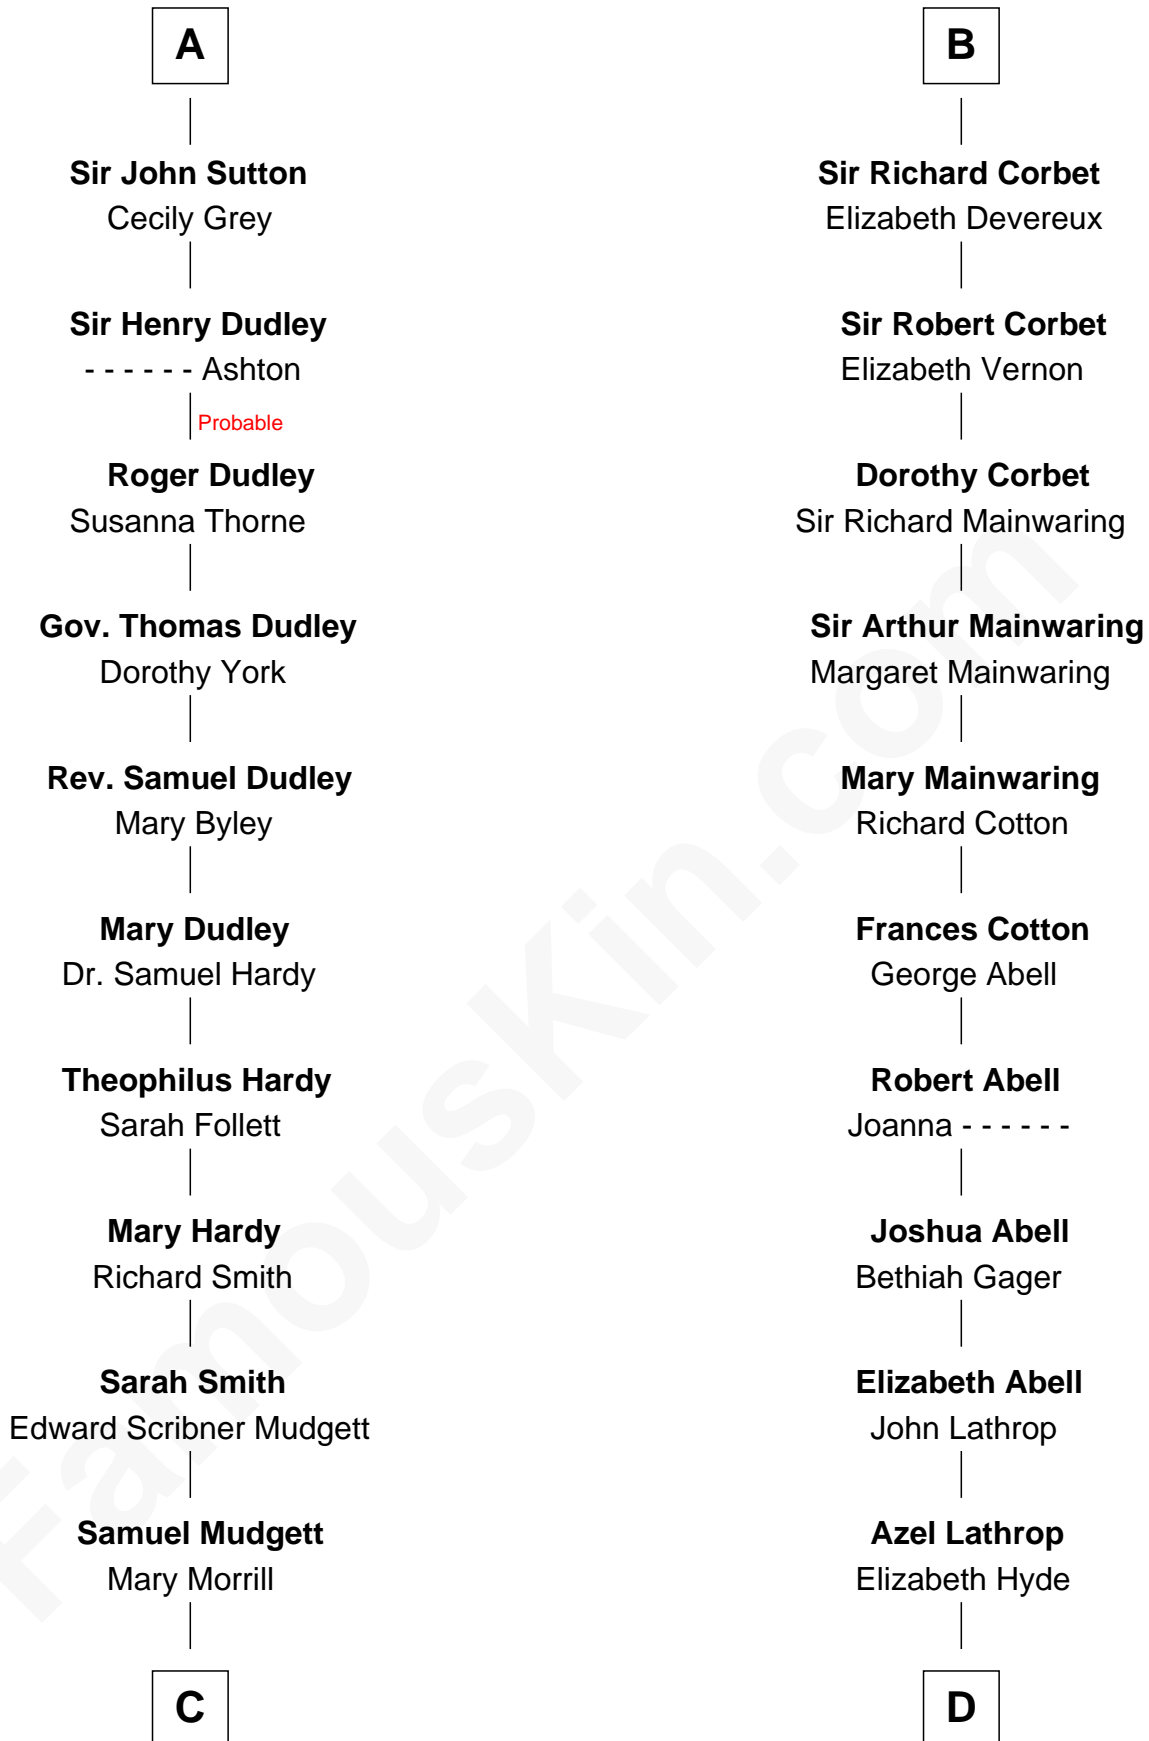 A
Sir John Sutton
Cecily Grey
Sir Henry Dudley
- - - - - - Ashton
Probable
Roger Dudley
Susanna Thorne
Gov. Thomas Dudley
Dorothy York
Rev. Samuel Dudley
Mary Byley
Mary Dudley
Dr. Samuel Hardy
Theophilus Hardy
Sarah Follett
Mary Hardy
Richard Smith
Sarah Smith
Edward Scribner Mudgett
Samuel Mudgett
Mary Morrill
C
B
Sir Richard Corbet
Elizabeth Devereux
Sir Robert Corbet
Elizabeth Vernon
Dorothy Corbet
Sir Richard Mainwaring
Sir Arthur Mainwaring
Margaret Mainwaring
Mary Mainwaring
Richard Cotton
Frances Cotton
George Abell
Robert Abell
Joanna - - - - - -
Joshua Abell
Bethiah Gager
Elizabeth Abell
John Lathrop
Azel Lathrop
Elizabeth Hyde
D
FamousKin.com